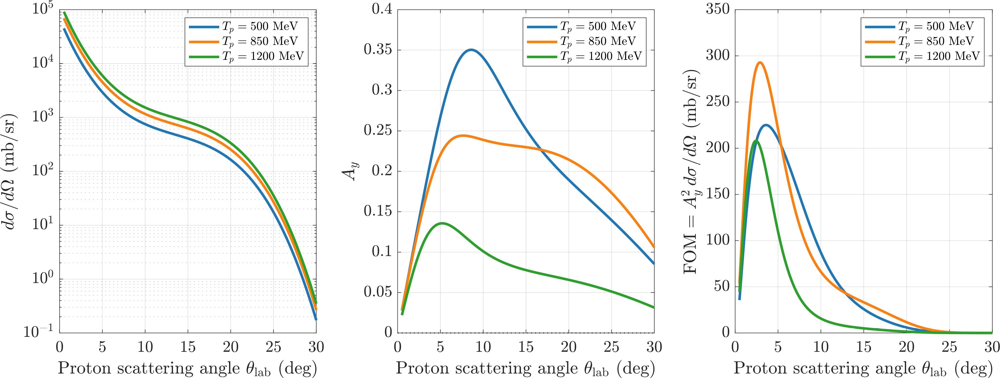 10^5
10^4
10^3
10^2
10^1
10^0
10^−1
dσ/dΩ (mb/sr)
T_p = 500 MeV
T_p = 850 MeV
T_p = 1200 MeV
0 5 10 15 20 25 30
Proton scattering angle θ_lab (deg)
0.4
0.35
0.3
0.25
0.2
0.15
0.1
0.05
0
A_y
T_p = 500 MeV
T_p = 850 MeV
T_p = 1200 MeV
0 5 10 15 20 25 30
Proton scattering angle θ_lab (deg)
350
300
250
200
150
100
50
0
FOM = A_y^2 dσ/dΩ (mb/sr)
T_p = 500 MeV
T_p = 850 MeV
T_p = 1200 MeV
0 5 10 15 20 25 30
Proton scattering angle θ_lab (deg)